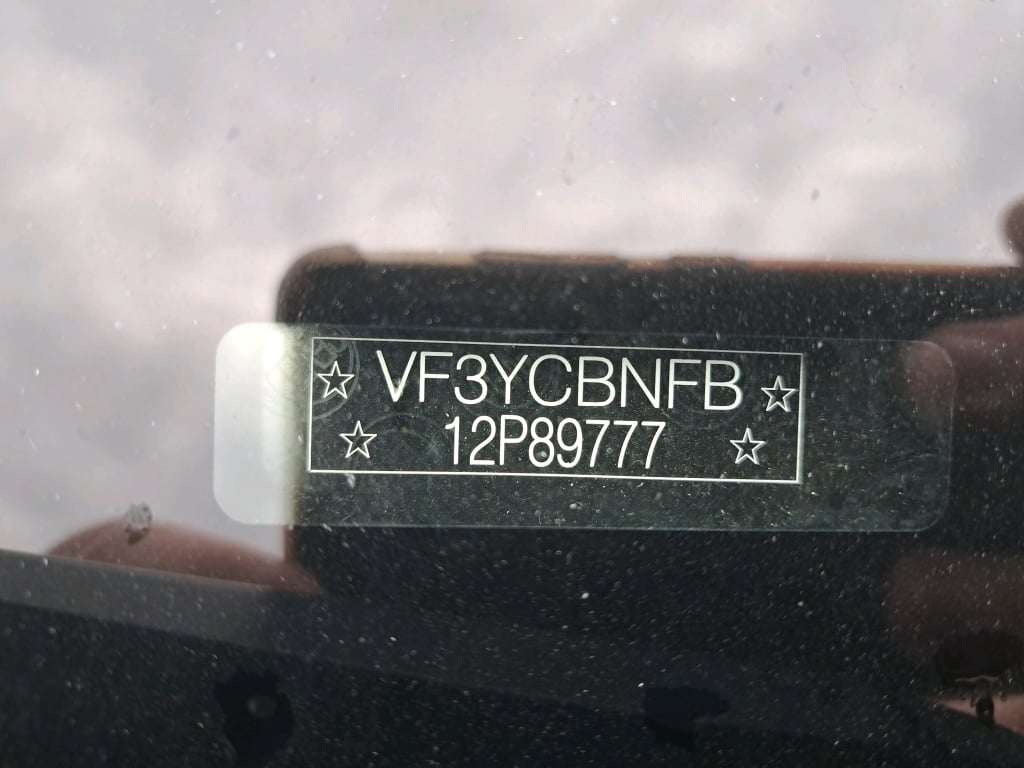 ☆ VF3YCBNFB ☆
☆ 12P89777 ☆